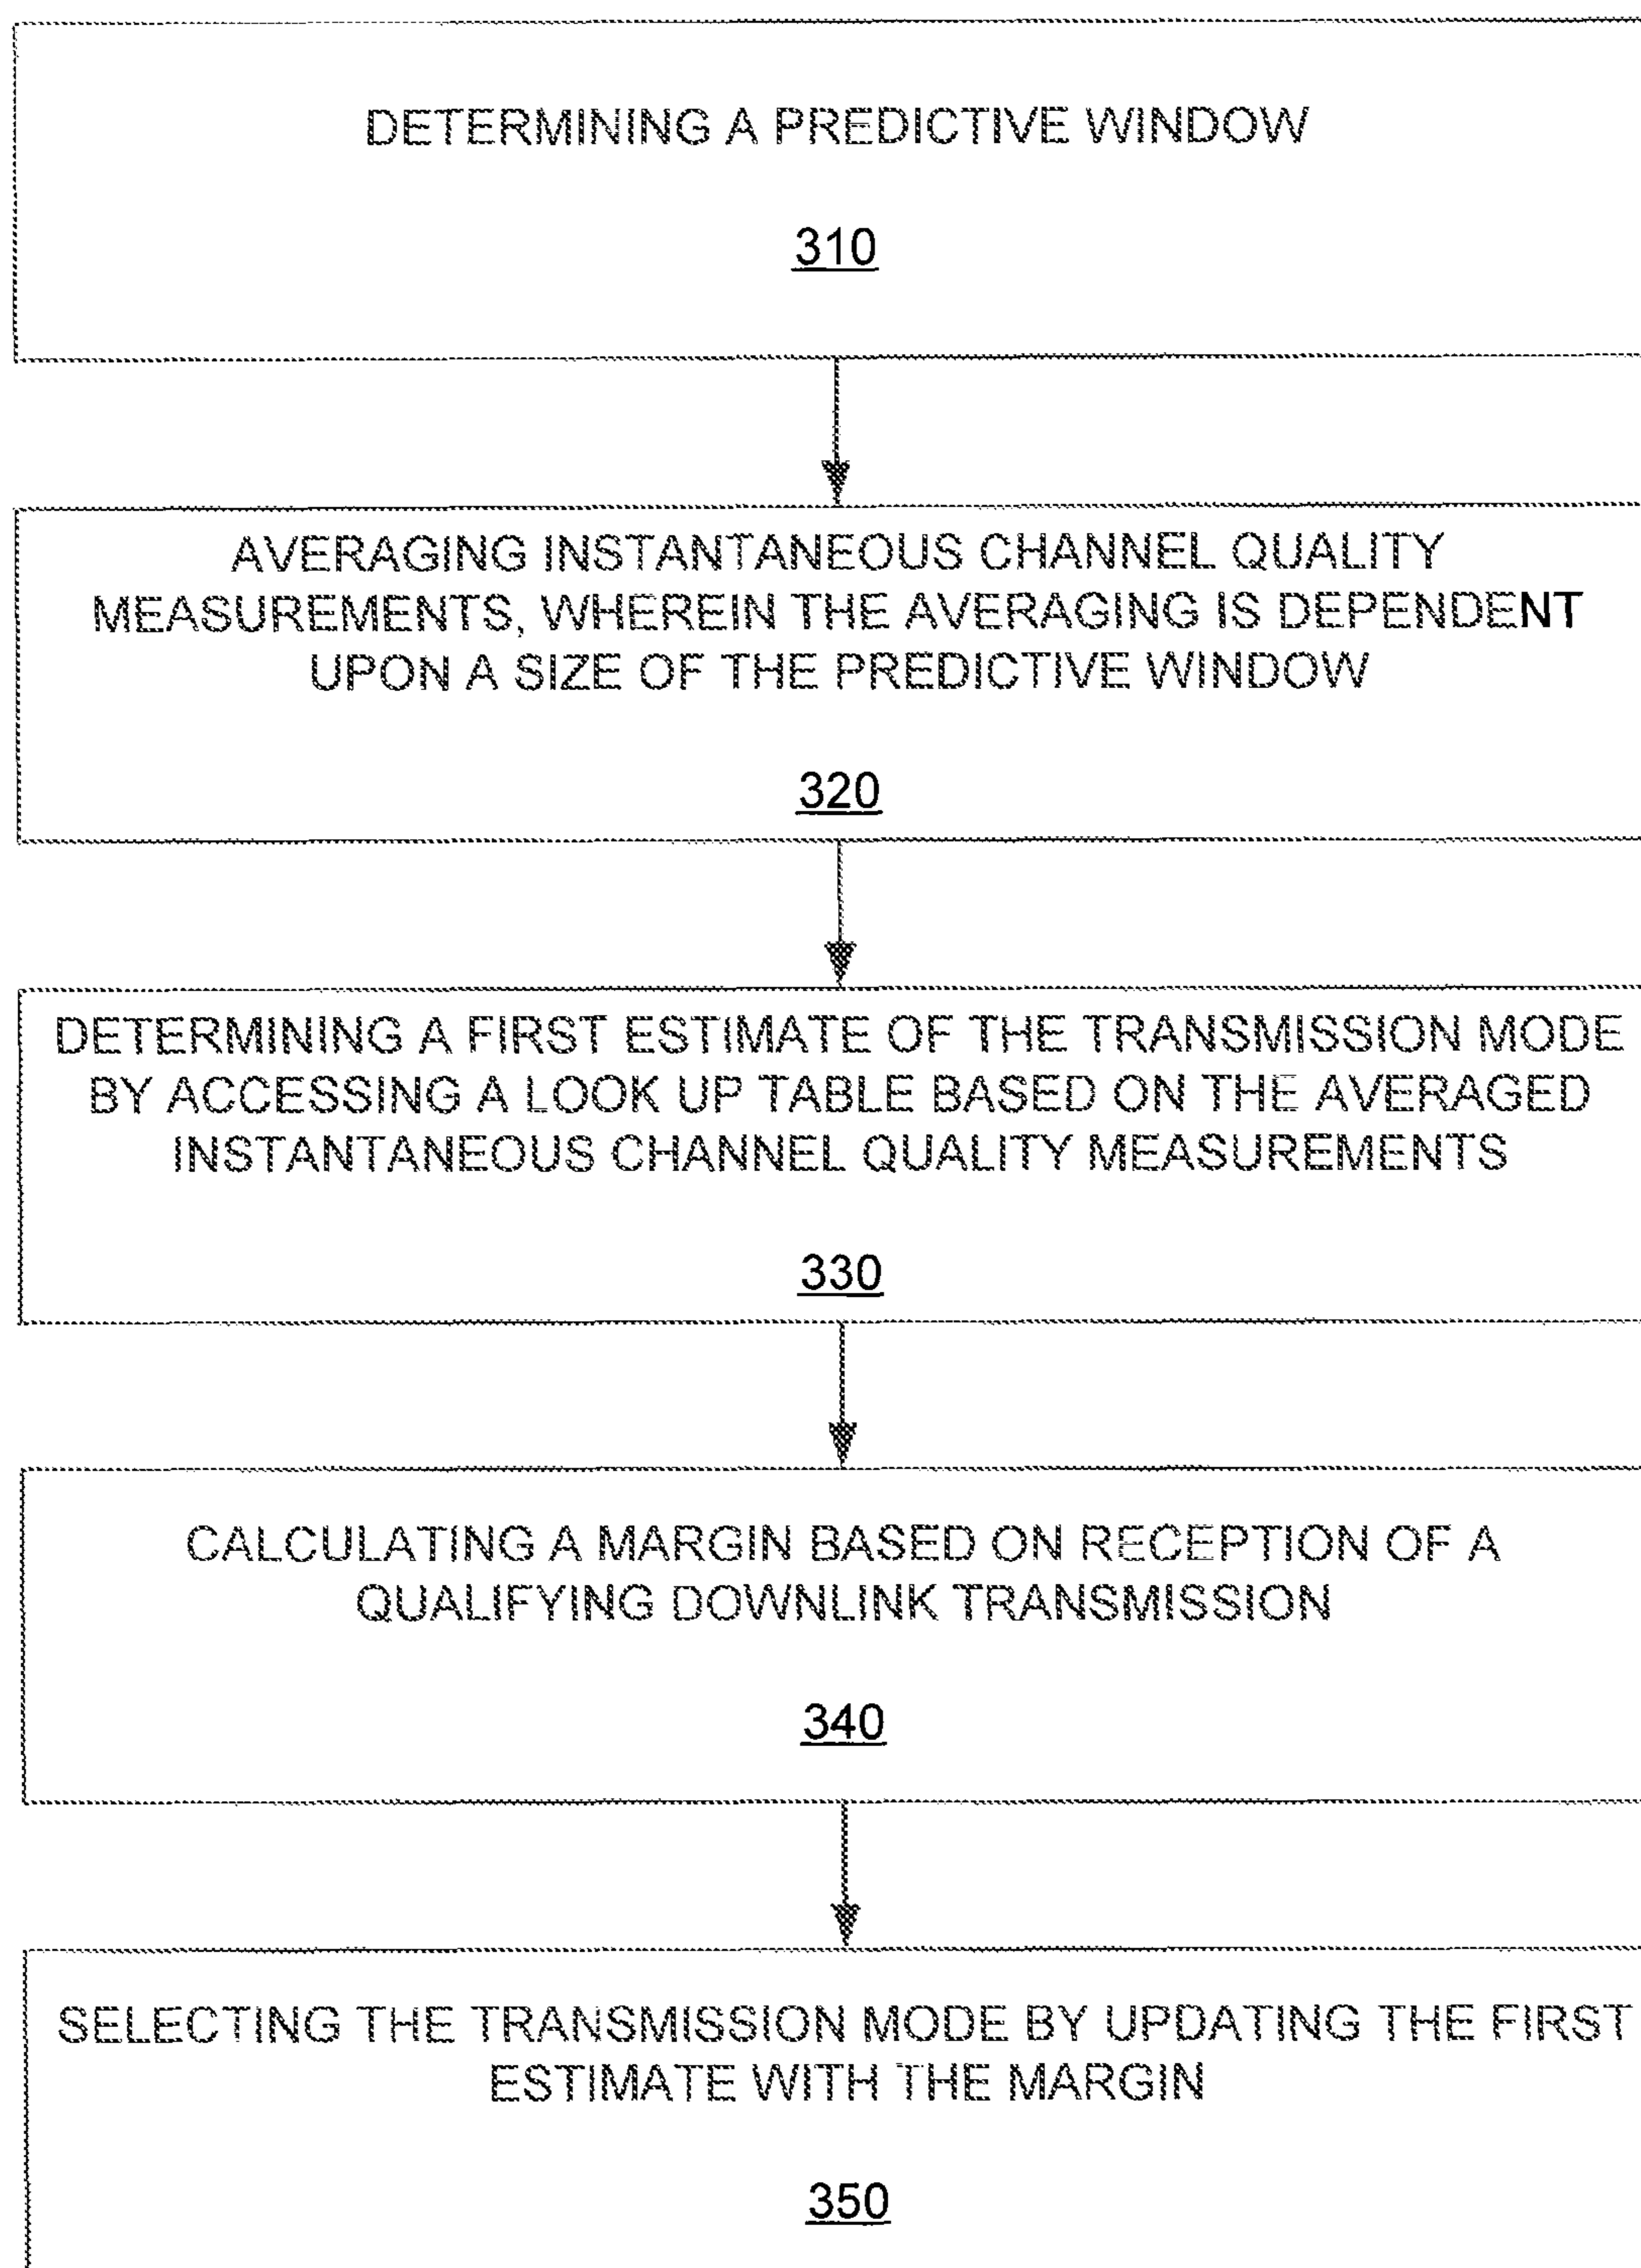 DETERMINING A PREDICTIVE WINDOW
310
AVERAGING INSTANTANEOUS CHANNEL QUALITY
MEASUREMENTS, WHEREIN THE AVERAGING IS DEPENDENT
UPON A SIZE OF THE PREDICTIVE WINDOW
320
DETERMINING A FIRST ESTIMATE OF THE TRANSMISSION MODE
BY ACCESSING A LOOK UP TABLE BASED ON THE AVERAGED
INSTANTANEOUS CHANNEL QUALITY MEASUREMENTS
330
CALCULATING A MARGIN BASED ON RECEPTION OF A
QUALIFYING DOWNLINK TRANSMISSION
340
SELECTING THE TRANSMISSION MODE BY UPDATING THE FIRST
ESTIMATE WITH THE MARGIN
350